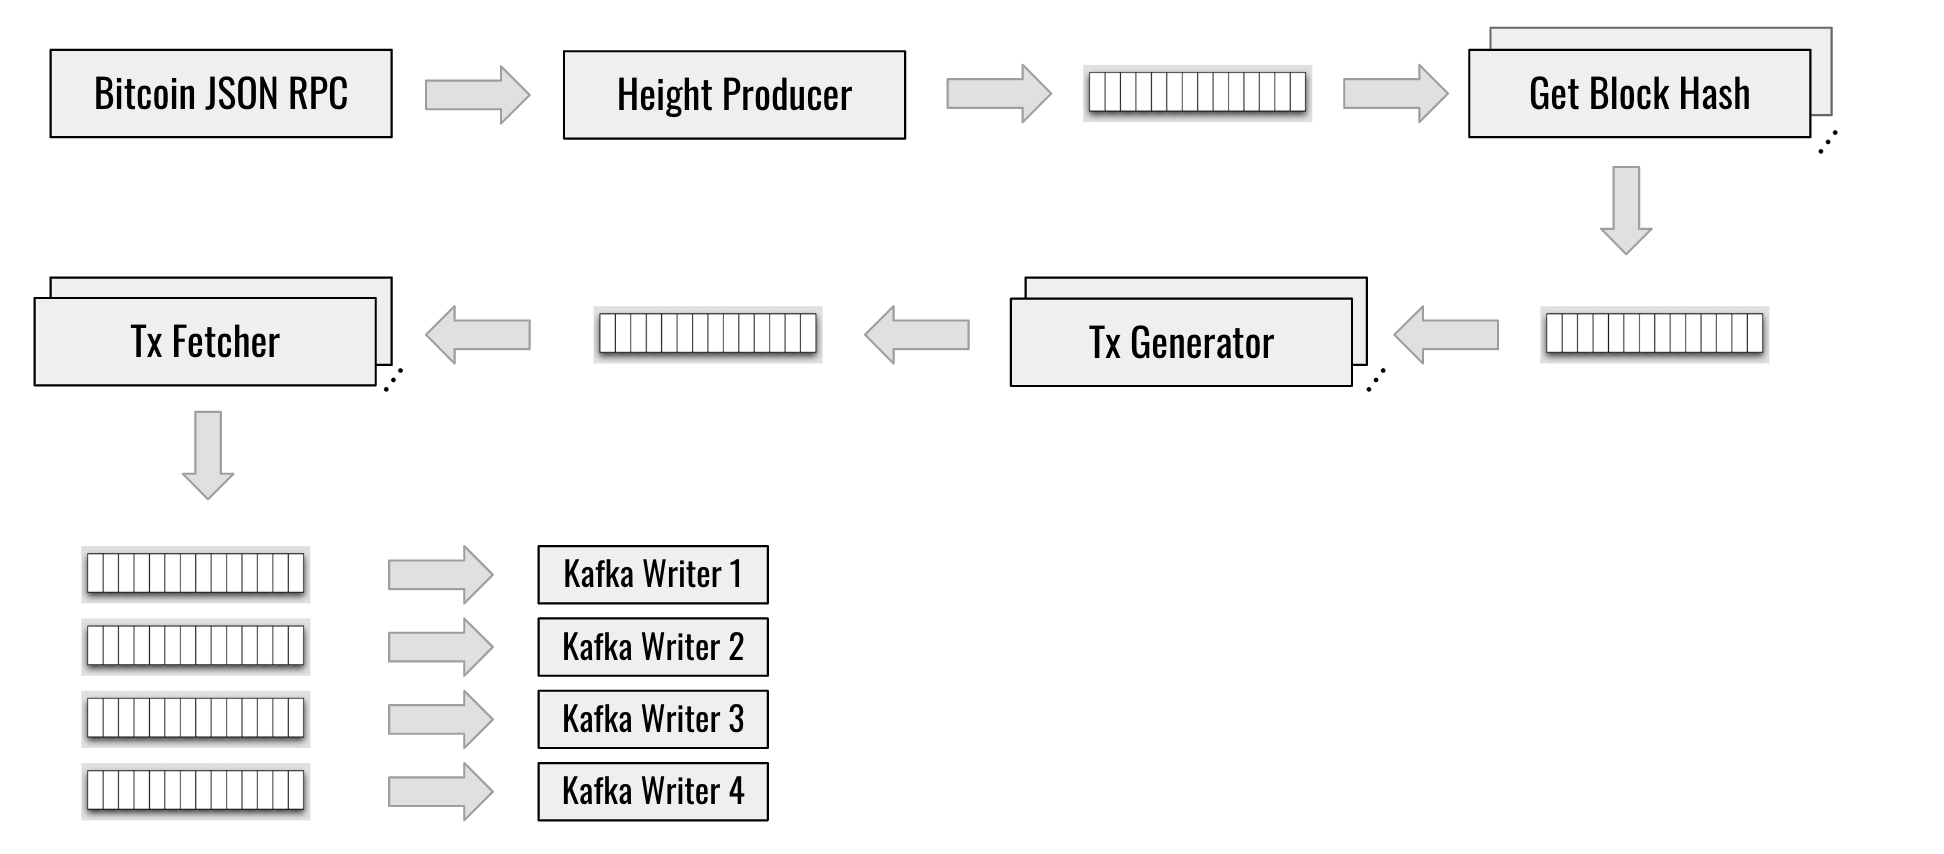 Bitcoin JSON RPC
Height Producer
Get Block Hash
Tx Fetcher
Tx Generator
Kafka Writer 1
Kafka Writer 2
Kafka Writer 3
Kafka Writer 4